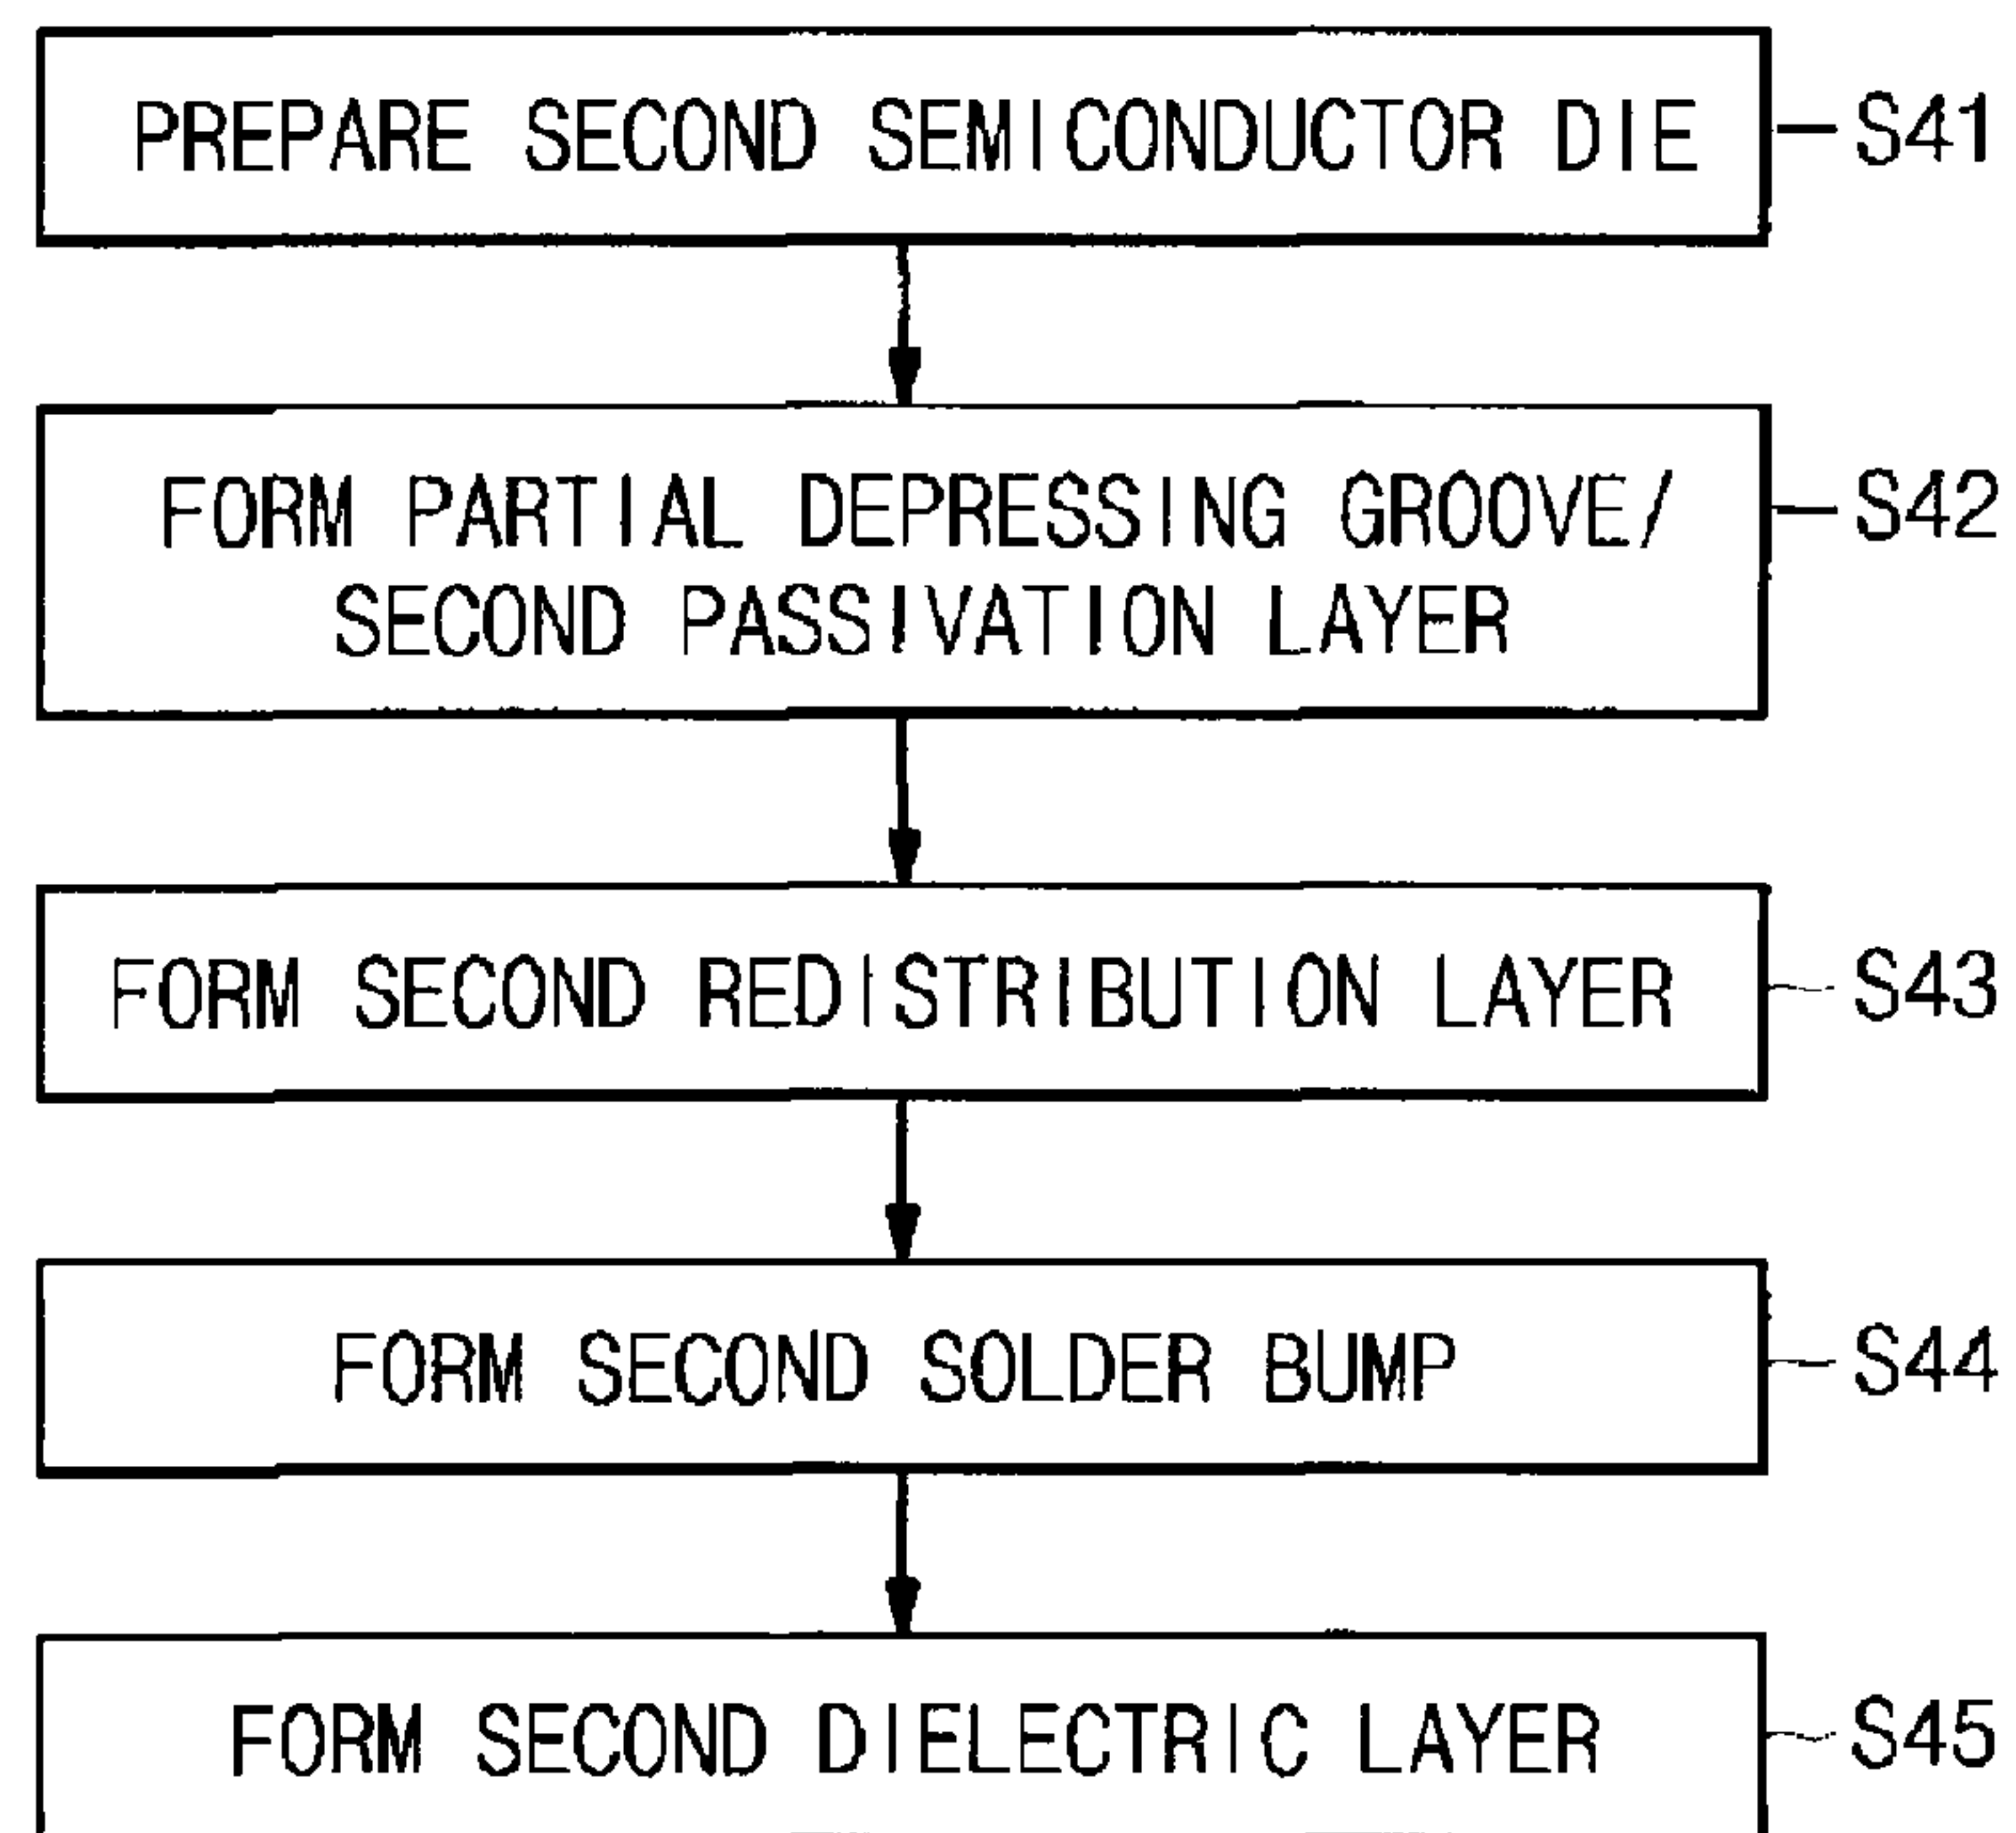 PREPARE SECOND SEMICONDUCTOR DIE
S41
FORM PARTIAL DEPRESSING GROOVE/
SECOND PASSIVATION LAYER
S42
FORM SECOND REDISTRIBUTION LAYER
S43
FORM SECOND SOLDER BUMP
S44
FORM SECOND DIELECTRIC LAYER
S45